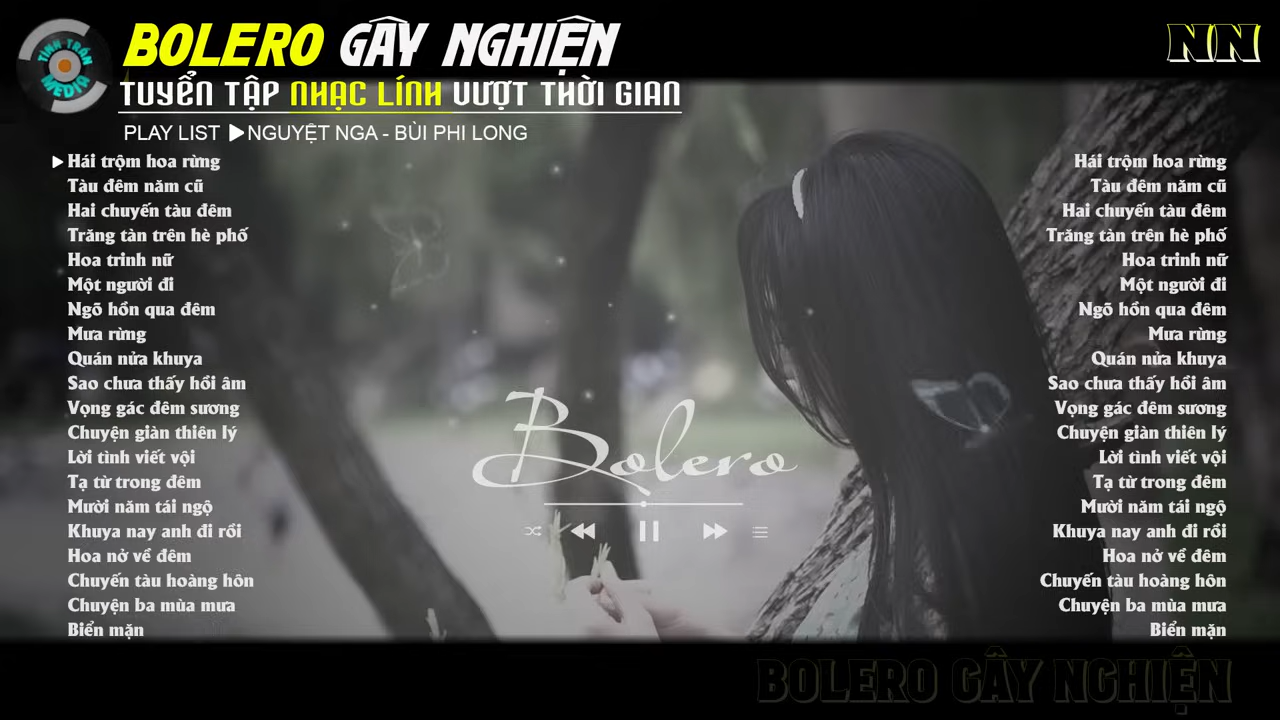 TÌNH TRẦN
MEDIA
BOLERO GÂY NGHIỆN
NN
TUYỂN TẬP NHẠC LÍNH VƯỢT THỜI GIAN
PLAY LIST NGUYỆT NGA - BÙI PHI LONG
Hái trộm hoa rừng
Tàu đêm năm cũ
Hai chuyến tàu đêm
Trăng tàn trên hè phố
Hoa trinh nữ
Một người đi
Ngõ hồn qua đêm
Mưa rừng
Quán nửa khuya
Sao chưa thấy hồi âm
Vọng gác đêm sương
Chuyện giàn thiên lý
Lời tình viết vội
Tạ từ trong đêm
Mười năm tái ngộ
Khuya nay anh đi rồi
Hoa nở về đêm
Chuyến tàu hoàng hôn
Chuyện ba mùa mưa
Biển mặn
Hái trộm hoa rừng
Tàu đêm năm cũ
Hai chuyến tàu đêm
Trăng tàn trên hè phố
Hoa trinh nữ
Một người đi
Ngõ hồn qua đêm
Mưa rừng
Quán nửa khuya
Sao chưa thấy hồi âm
Vọng gác đêm sương
Chuyện giàn thiên lý
Lời tình viết vội
Tạ từ trong đêm
Mười năm tái ngộ
Khuya nay anh đi rồi
Hoa nở về đêm
Chuyến tàu hoàng hôn
Chuyện ba mùa mưa
Biển mặn
Bolero
BOLERO GÂY NGHIỆN